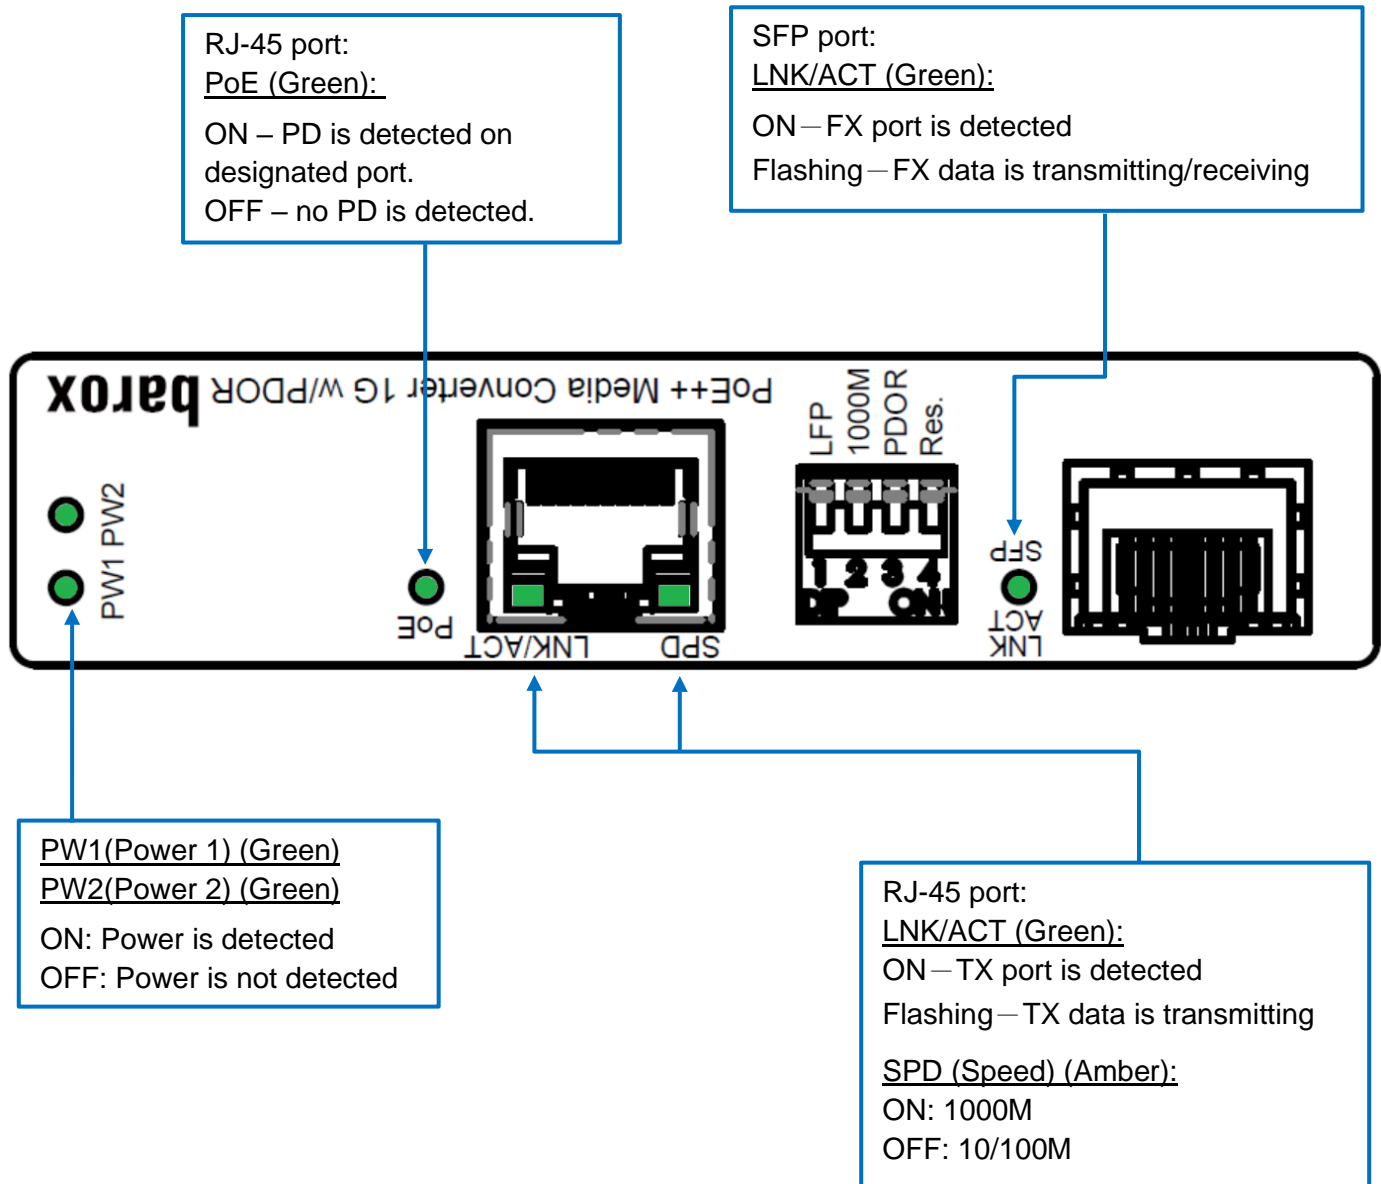 RJ-45 port:
PoE (Green):
ON – PD is detected on
designated port.
OFF – no PD is detected.
SFP port:
LNK/ACT (Green):
ON－FX port is detected
Flashing－FX data is transmitting/receiving
barox
PoE++ Media Converter 1G w/PDOR
LFP
1000M
PDOR
Res.
PW1 PW2
PoE
LNK/ACT
SPD
1 2 3 4
SFP
LNK
ACT
PW1(Power 1) (Green)
PW2(Power 2) (Green)
ON: Power is detected
OFF: Power is not detected
RJ-45 port:
LNK/ACT (Green):
ON－TX port is detected
Flashing－TX data is transmitting
SPD (Speed) (Amber):
ON: 1000M
OFF: 10/100M